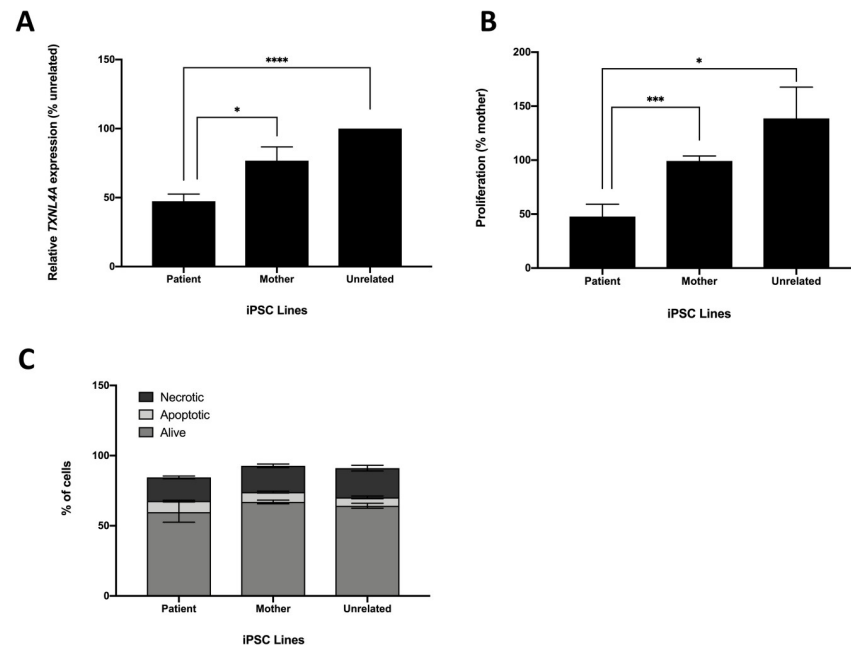 A
Relative TXNL4A expression (% unrelated)
150
100
50
0
****
*
Patient Mother Unrelated
iPSC Lines
B
Proliferation (% mother)
200
150
100
50
0
*
***
Patient Mother Unrelated
iPSC Lines
C
% of cells
150
100
50
0
Necrotic
Apoptotic
Alive
Patient Mother Unrelated
iPSC Lines